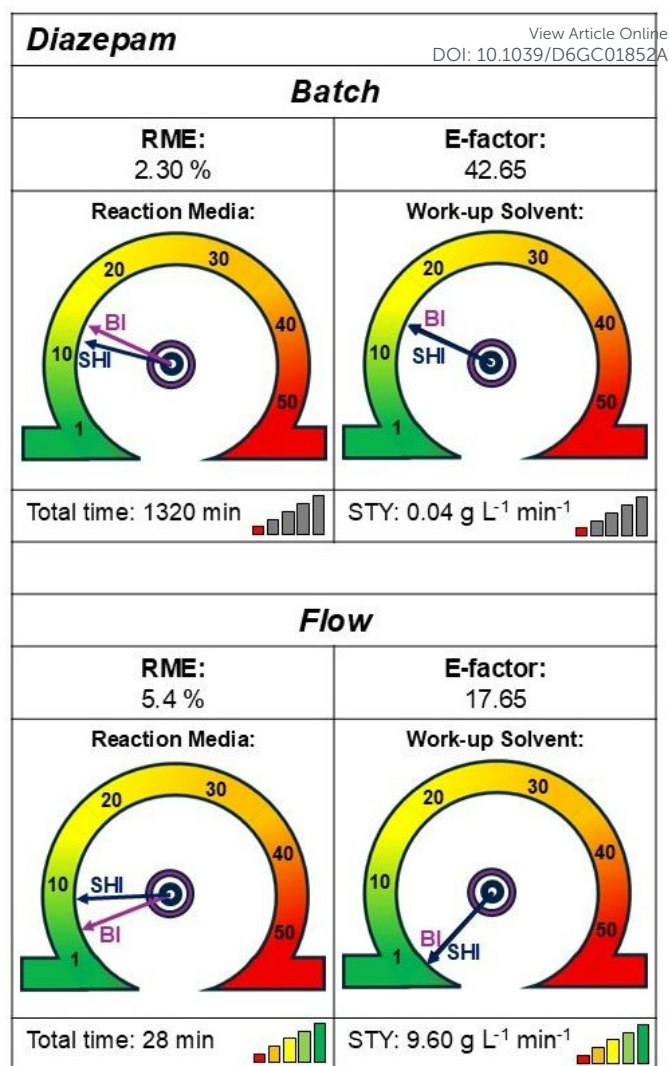 Diazepam
View Article Online
DOI: 10.1039/D6GC01852A
Batch
RME:
2.30 %
E-factor:
42.65
Reaction Media:
Work-up Solvent:
1
10
20
30
40
50
BI
SHI
1
10
20
30
40
50
BI
SHI
Total time: 1320 min
STY: 0.04 g L⁻¹ min⁻¹
Flow
RME:
5.4 %
E-factor:
17.65
Reaction Media:
Work-up Solvent:
1
10
20
30
40
50
SHI
BI
1
10
20
30
40
50
BI
SHI
Total time: 28 min
STY: 9.60 g L⁻¹ min⁻¹